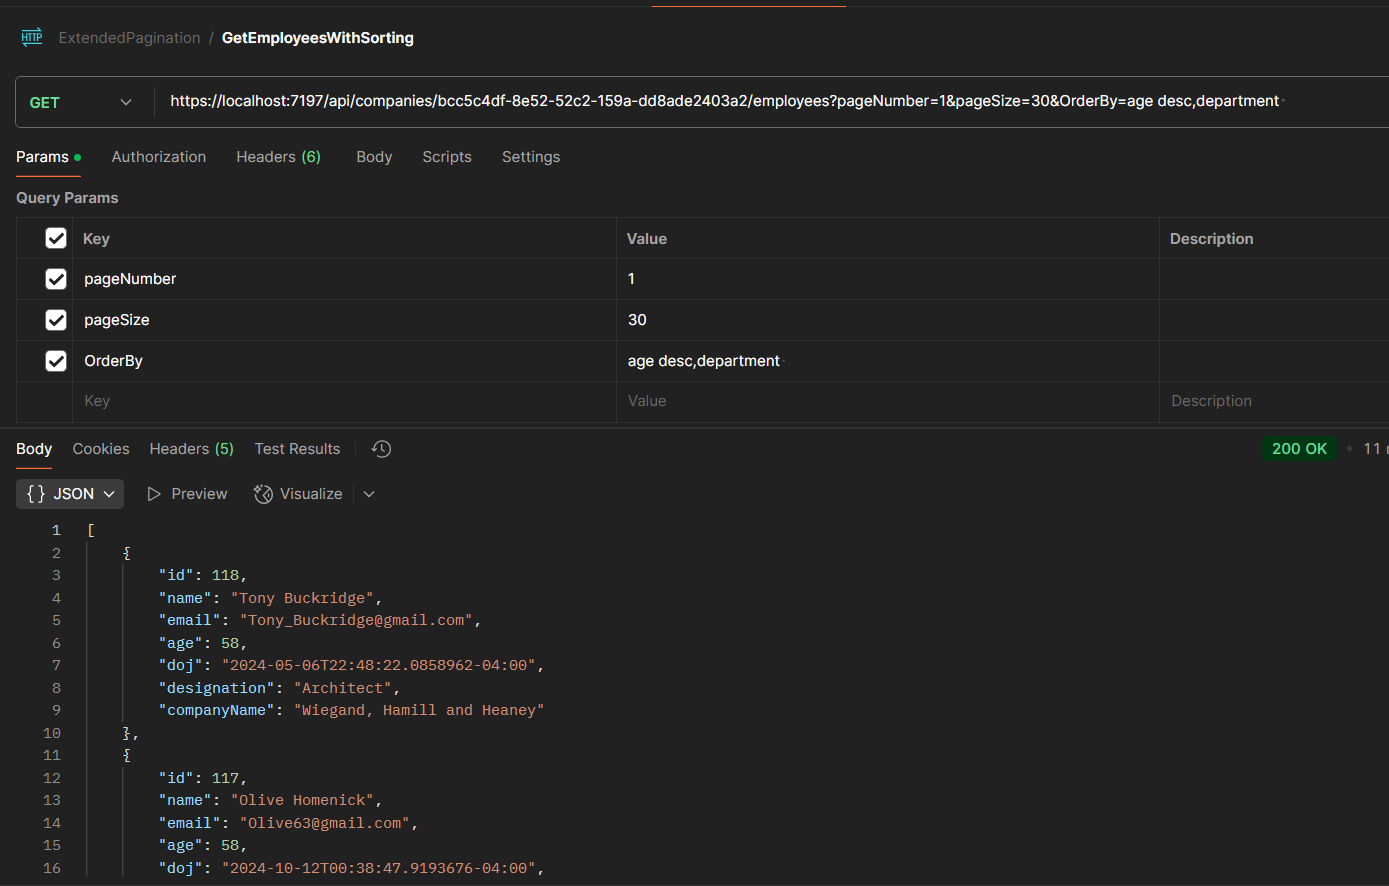 HTTP ExtendedPagination / GetEmployeesWithSorting
GET https://localhost:7197/api/companies/bcc5c4df-8e52-52c2-159a-dd8ade2403a2/employees?pageNumber=1&pageSize=30&OrderBy=age desc,department
Params Authorization Headers (6) Body Scripts Settings
Query Params
Key Value Description
pageNumber 1
pageSize 30
OrderBy age desc,department
Key Value Description
Body Cookies Headers (5) Test Results 200 OK • 11
{} JSON Preview Visualize
1 [
2 {
3 "id": 118,
4 "name": "Tony Buckridge",
5 "email": "Tony_Buckridge@gmail.com",
6 "age": 58,
7 "doj": "2024-05-06T22:48:22.0858962-04:00",
8 "designation": "Architect",
9 "companyName": "Wiegand, Hamill and Heaney"
10 },
11 {
12 "id": 117,
13 "name": "Olive Homenick",
14 "email": "Olive63@gmail.com",
15 "age": 58,
16 "doj": "2024-10-12T00:38:47.9193676-04:00",